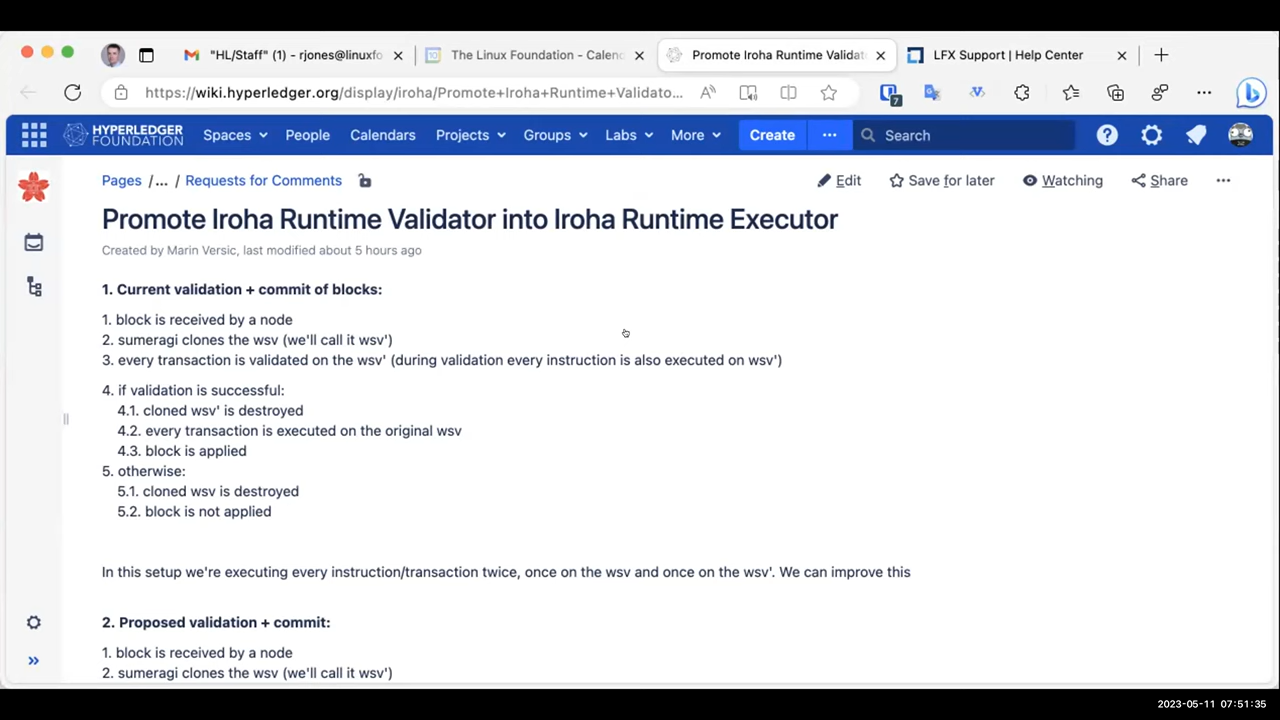 "HL/Staff" (1) - rjones@linuxfo
The Linux Foundation - Calenc
Promote Iroha Runtime Validat
LFX Support | Help Center
https://wiki.hyperledger.org/display/iroha/Promote+Iroha+Runtime+Validato...
7
HYPERLEDGER
FOUNDATION
Spaces
People
Calendars
Projects
Groups
Labs
More
Create
Search
Pages /... / Requests for Comments
Edit
Save for later
Watching
Share
Promote Iroha Runtime Validator into Iroha Runtime Executor
Created by Marin Versic, last modified about 5 hours ago
1. Current validation + commit of blocks:
1. block is received by a node
2. sumeragi clones the wsv (we'll call it wsv')
3. every transaction is validated on the wsv' (during validation every instruction is also executed on wsv')
4. if validation is successful:
4.1. cloned wsv' is destroyed
4.2. every transaction is executed on the original wsv
4.3. block is applied
5. otherwise:
5.1. cloned wsv is destroyed
5.2. block is not applied
In this setup we're executing every instruction/transaction twice, once on the wsv and once on the wsv'. We can improve this
2. Proposed validation + commit:
1. block is received by a node
2. sumeragi clones the wsv (we'll call it wsv')
2023-05-11 07:51:35